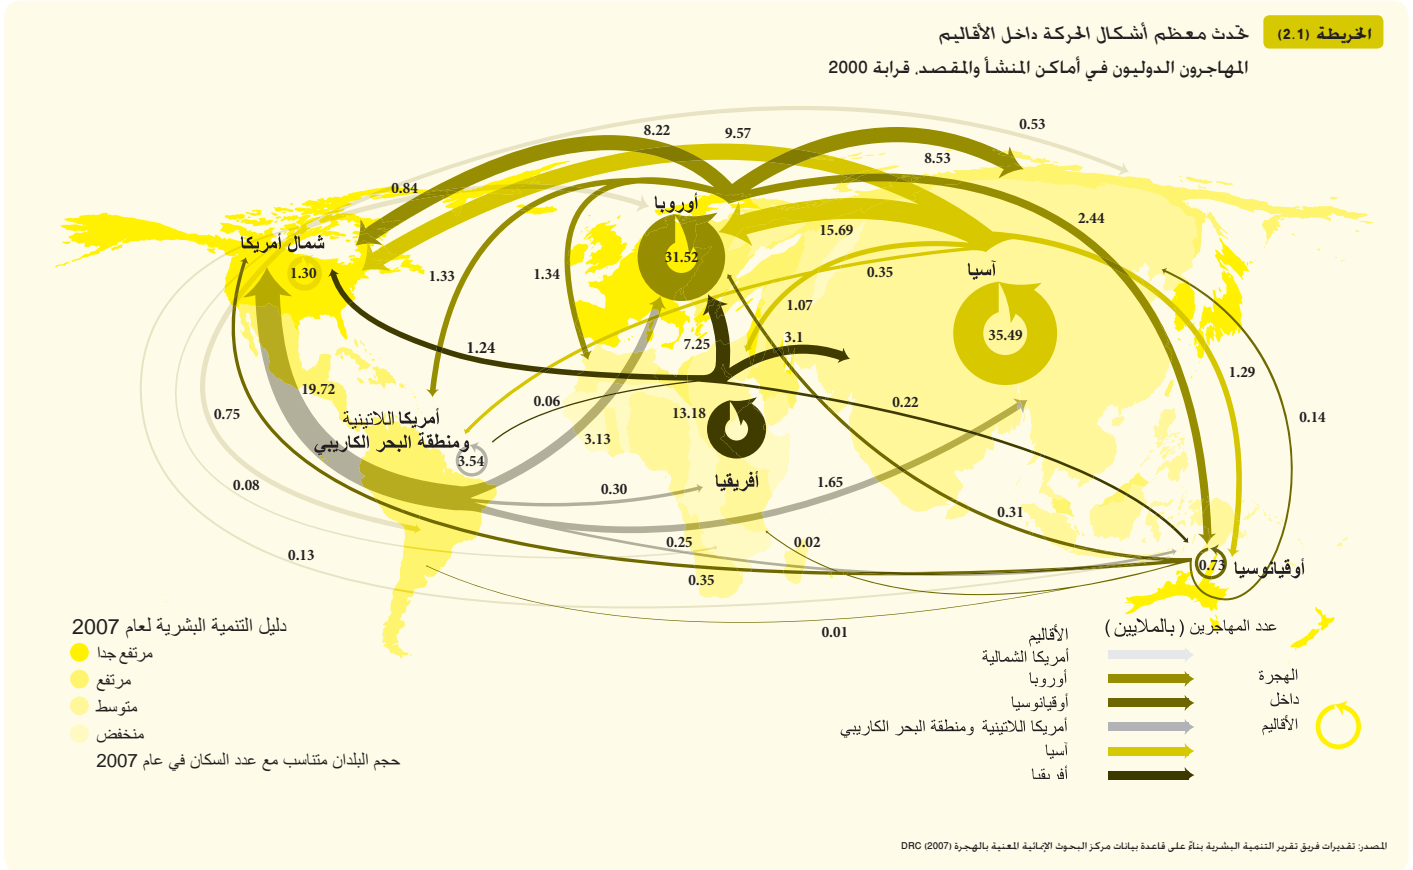 الخريطة (2.1)
تحدث معظم أشكال الحركة داخل الأقاليم
المهاجرون الدوليون في أماكن المنشأ والمقصد، قرابة 2000
0.53
8.22
9.57
8.53
0.84
أوروبا
2.44
15.69
شمال أمريكا
31.52
آسيا
1.30
1.33
1.34
0.35
1.07
35.49
7.25
3.1
1.24
1.29
19.72
0.06
0.22
0.75
13.18
0.14
أمريكا اللاتينية
ومنطقة البحر الكاريبي
3.13
3.54
أفريقيا
0.08
0.30
1.65
0.31
0.25
0.02
0.13
0.73
أوقيانوسيا
0.35
0.01
دليل التنمية البشرية لعام 2007
مرتفع جدا
مرتفع
متوسط
منخفض
حجم البلدان متناسب مع عدد السكان في عام 2007
عدد المهاجرين (بالملايين)
الأقاليم
أمريكا الشمالية
أوروبا
أوقيانوسيا
أمريكا اللاتينية ومنطقة البحر الكاريبي
آسيا
أفريقيا
الهجرة
داخل
الأقاليم
المصدر: تقديرات فريق تقرير التنمية البشرية بناءً على قاعدة بيانات مركز البحوث الإنمائية المعنية بالهجرة DRC (2007)